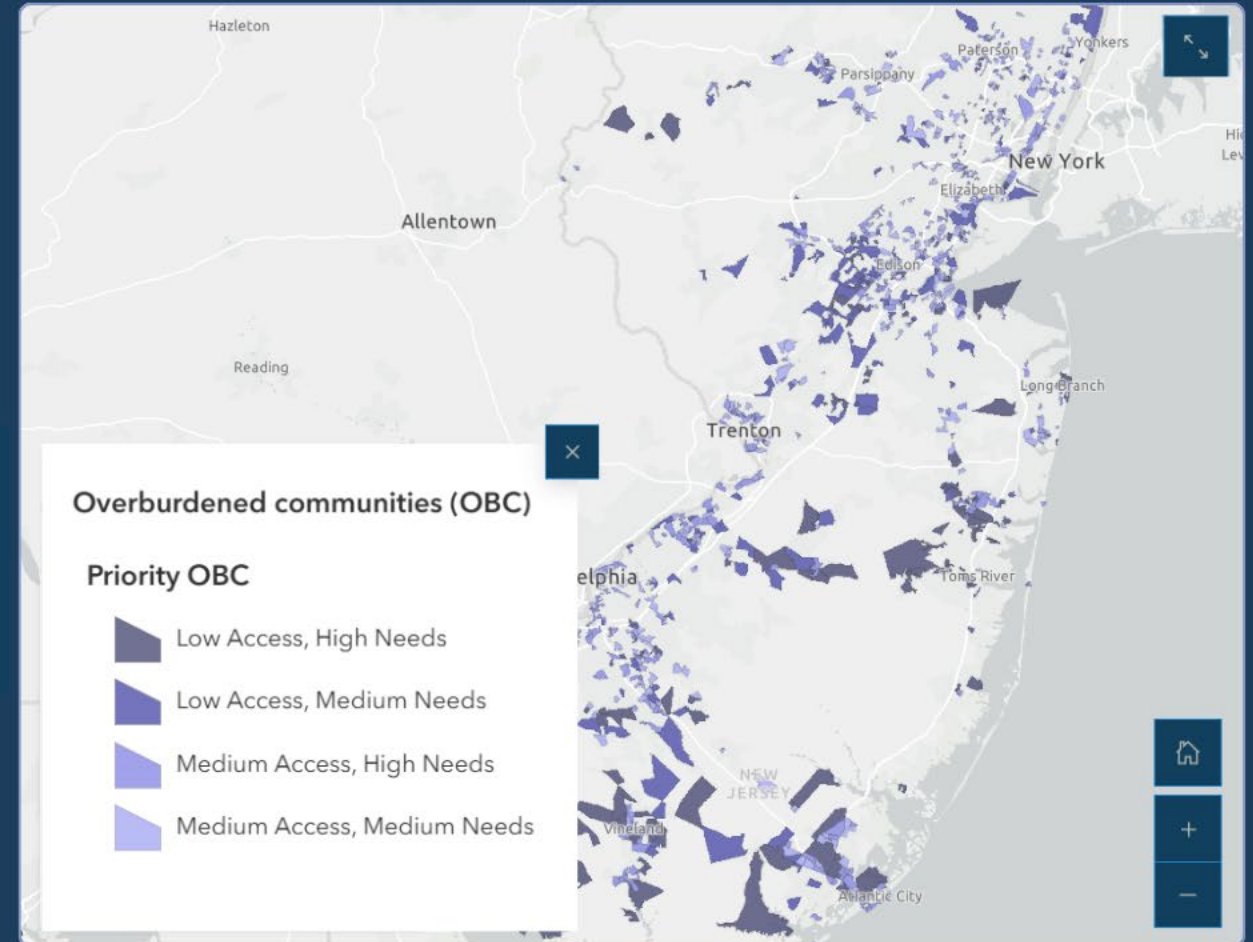 Hazleton
Paterson
Yonkers
Parsippany
New York
Elizabeth
Allentown
Edison
Reading
Long Branch
Trenton
elphia
Toms River
NEW
JERSEY
Vineland
Atlantic City
×
Overburdened communities (OBC)
Priority OBC
Low Access, High Needs
Low Access, Medium Needs
Medium Access, High Needs
Medium Access, Medium Needs
+
−